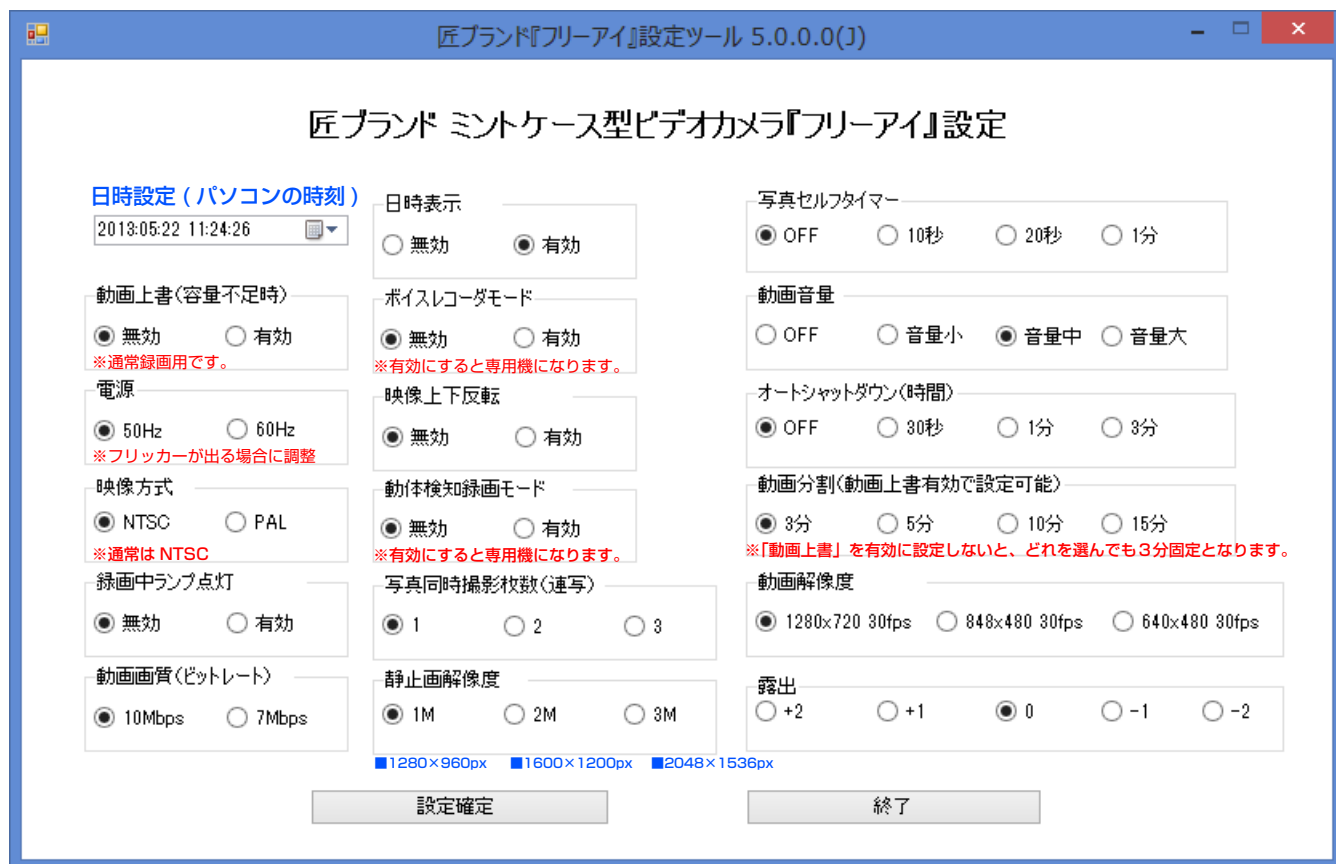 匠ブランド『フリーアイ』設定ツール 5.0.0.0(J)
匠ブランド ミントケース型ビデオカメラ『フリーアイ』設定
日時設定 ( パソコンの時刻 )
2013:05:22 11:24:26
動画上書(容量不足時)
無効 有効
※通常録画用です。
電源
50Hz 60Hz
※フリッカーが出る場合に調整
映像方式
NTSC PAL
※通常は NTSC
録画中ランプ点灯
無効 有効
動画画質(ビットレート)
10Mbps 7Mbps
日時表示
無効 有効
ボイスレコーダモード
無効 有効
※有効にすると専用機になります。
映像上下反転
無効 有効
動体検知録画モード
無効 有効
※有効にすると専用機になります。
写真同時撮影枚数(連写)
1 2 3
静止画解像度
1M 2M 3M
■1280×960px ■1600×1200px ■2048×1536px
写真セルフタイマー
OFF 10秒 20秒 1分
動画音量
OFF 音量小 音量中 音量大
オートシャットダウン(時間)
OFF 30秒 1分 3分
動画分割(動画上書有効で設定可能)
3分 5分 10分 15分
※「動画上書」を有効に設定しないと、どれを選んでも３分固定となります。
動画解像度
1280x720 30fps 848x480 30fps 640x480 30fps
露出
+2 +1 0 -1 -2
設定確定 終了